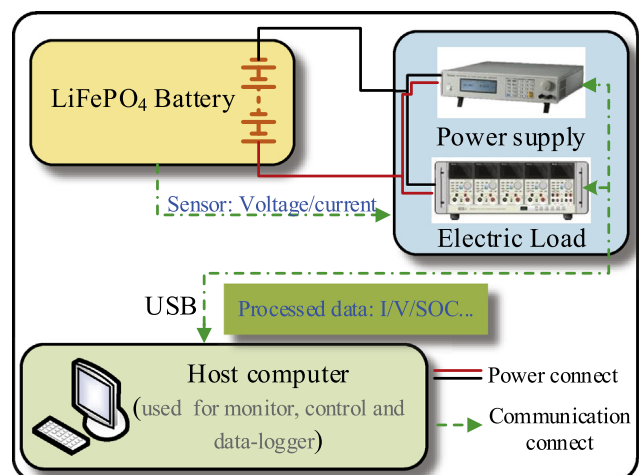 LiFePO₄ Battery
Power supply
Electric Load
Sensor: Voltage/current
USB
Processed data: I/V/SOC...
Host computer
(used for monitor, control and
data-logger)
Power connect
Communication
connect